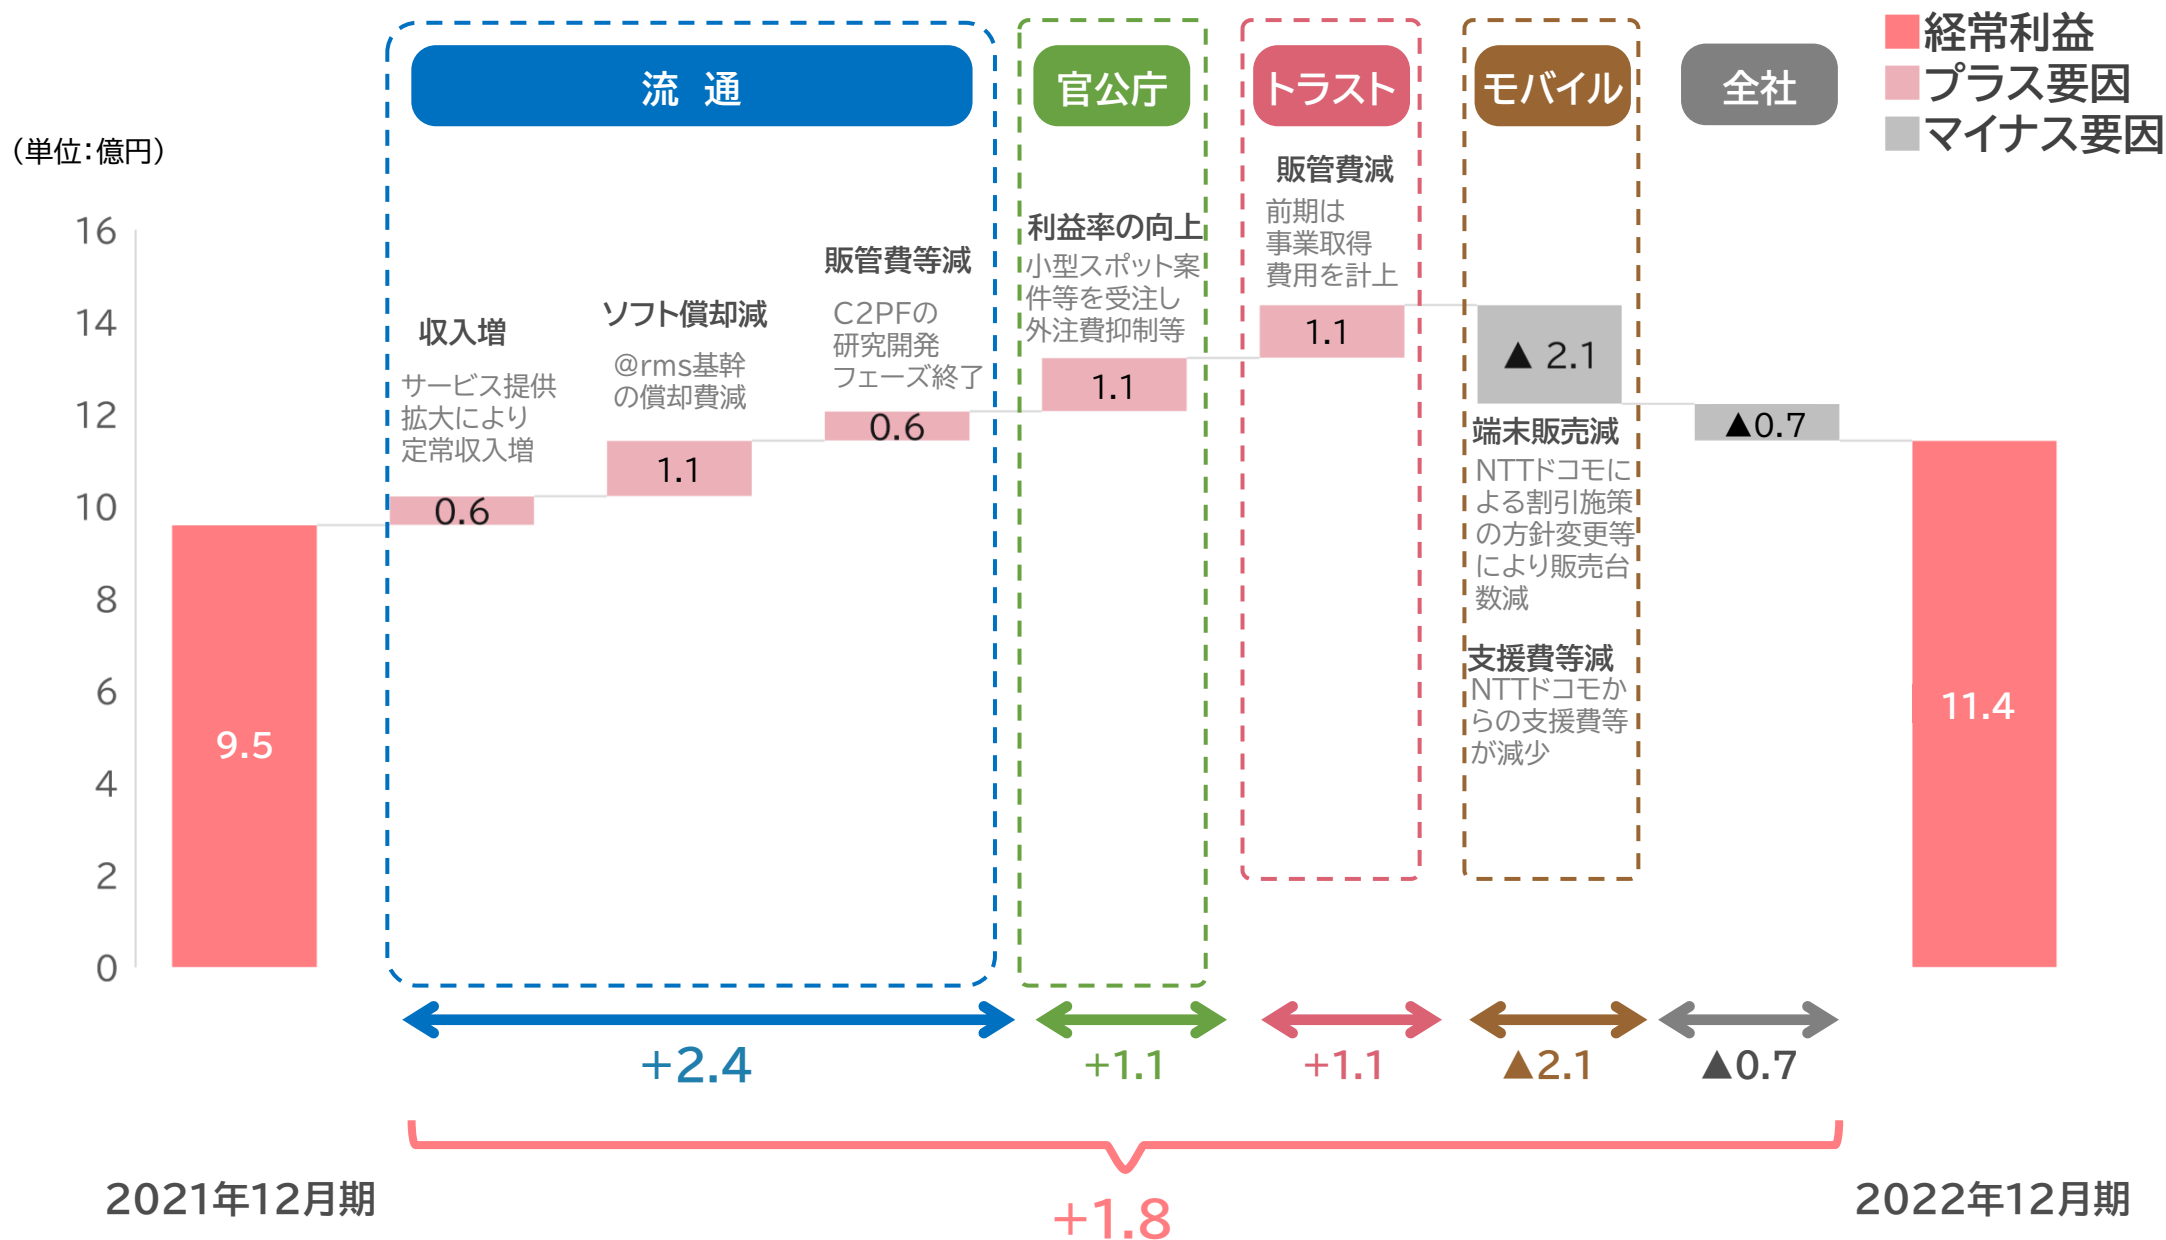 流 通
官公庁
トラスト
モバイル
全社
経常利益
プラス要因
マイナス要因
（単位：億円）
16
14
12
10
8
6
4
2
0
9.5
収入増
サービス提供
拡大により
定常収入増
0.6
ソフト償却減
@rms基幹
の償却費減
1.1
販管費等減
C2PFの
研究開発
フェーズ終了
0.6
利益率の向上
小型スポット案
件等を受注し
外注費抑制等
1.1
販管費減
前期は
事業取得
費用を計上
1.1
▲ 2.1
端末販売減
NTTドコモに
よる割引施策
の方針変更等
により販売台
数減
支援費等減
NTTドコモか
らの支援費等
が減少
▲0.7
11.4
+2.4
+1.1
+1.1
▲2.1
▲0.7
2021年12月期
+1.8
2022年12月期